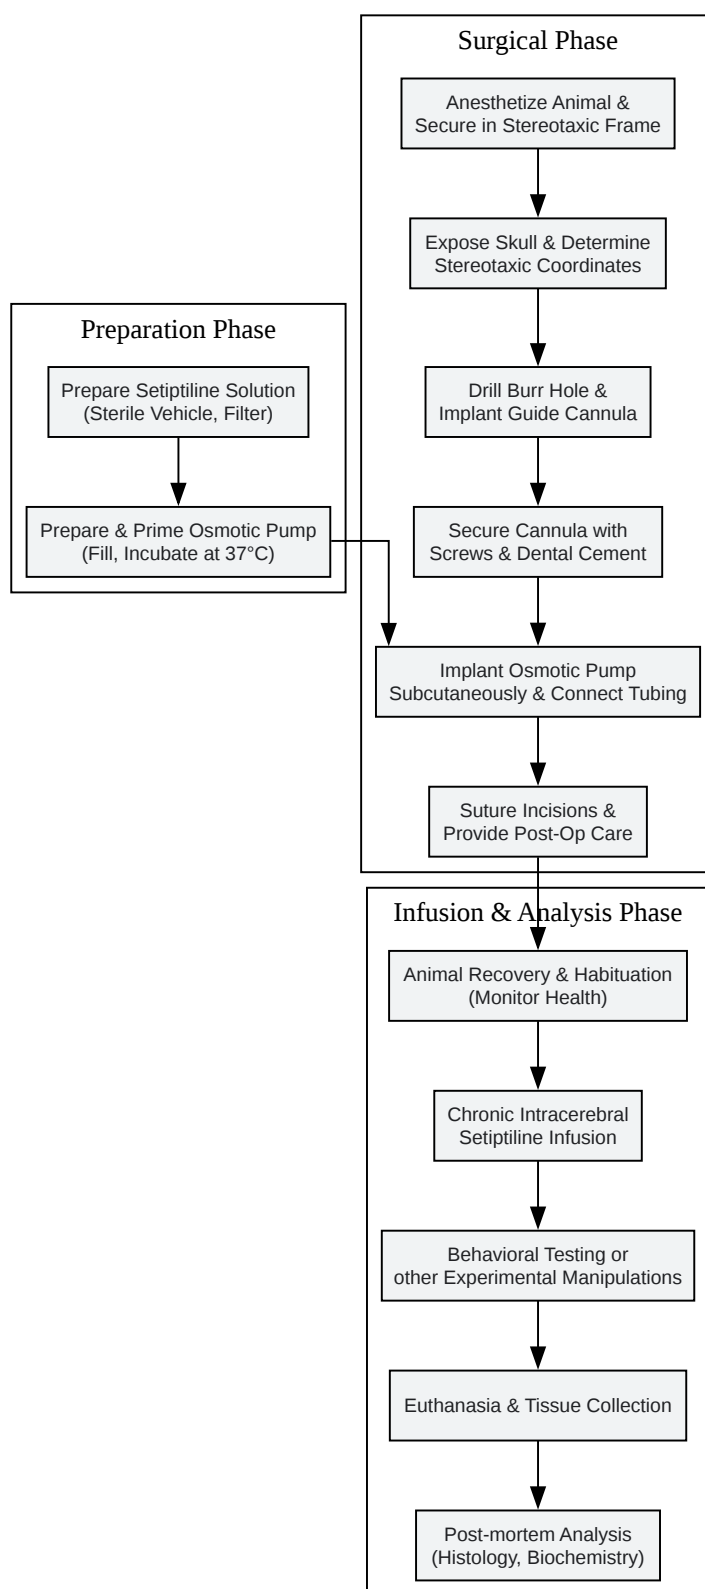 Surgical Phase
Anesthetize Animal &
Secure in Stereotaxic Frame
Expose Skull & Determine
Stereotaxic Coordinates
Preparation Phase
Prepare Setiptiline Solution
(Sterile Vehicle, Filter)
Drill Burr Hole &
Implant Guide Cannula
Prepare & Prime Osmotic Pump
(Fill, Incubate at 37°C)
Secure Cannula with
Screws & Dental Cement
Implant Osmotic Pump
Subcutaneously & Connect Tubing
Suture Incisions &
Provide Post-Op Care
Infusion & Analysis Phase
Animal Recovery & Habituation
(Monitor Health)
Chronic Intracerebral
Setiptiline Infusion
Behavioral Testing or
other Experimental Manipulations
Euthanasia & Tissue Collection
Post-mortem Analysis
(Histology, Biochemistry)